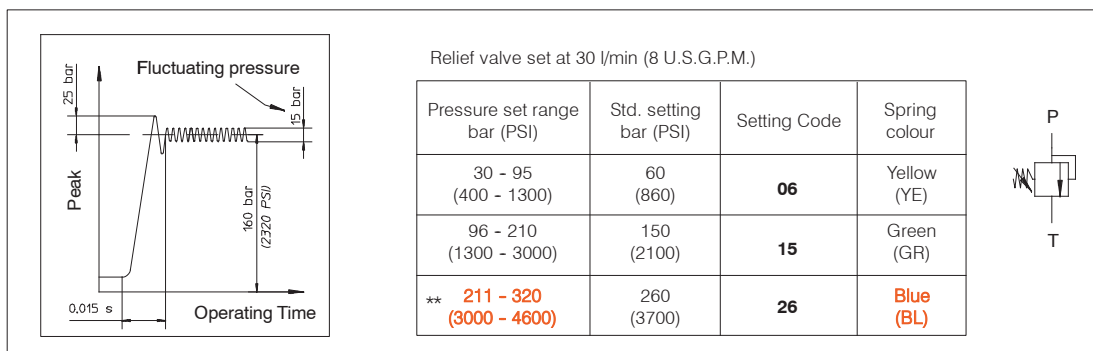 25 bar
Fluctuating pressure
15 bar
Peak
160 bar
(2320 PSI)
0,015 s
Operating Time
Relief valve set at 30 l/min (8 U.S.G.P.M.)
Pressure set range
bar (PSI)
Std. setting
bar (PSI)
Setting Code
Spring
colour
30 - 95
(400 - 1300)
60
(860)
06
Yellow
(YE)
96 - 210
(1300 - 3000)
150
(2100)
15
Green
(GR)
** 211 - 320
(3000 - 4600)
260
(3700)
26
Blue
(BL)
P
T